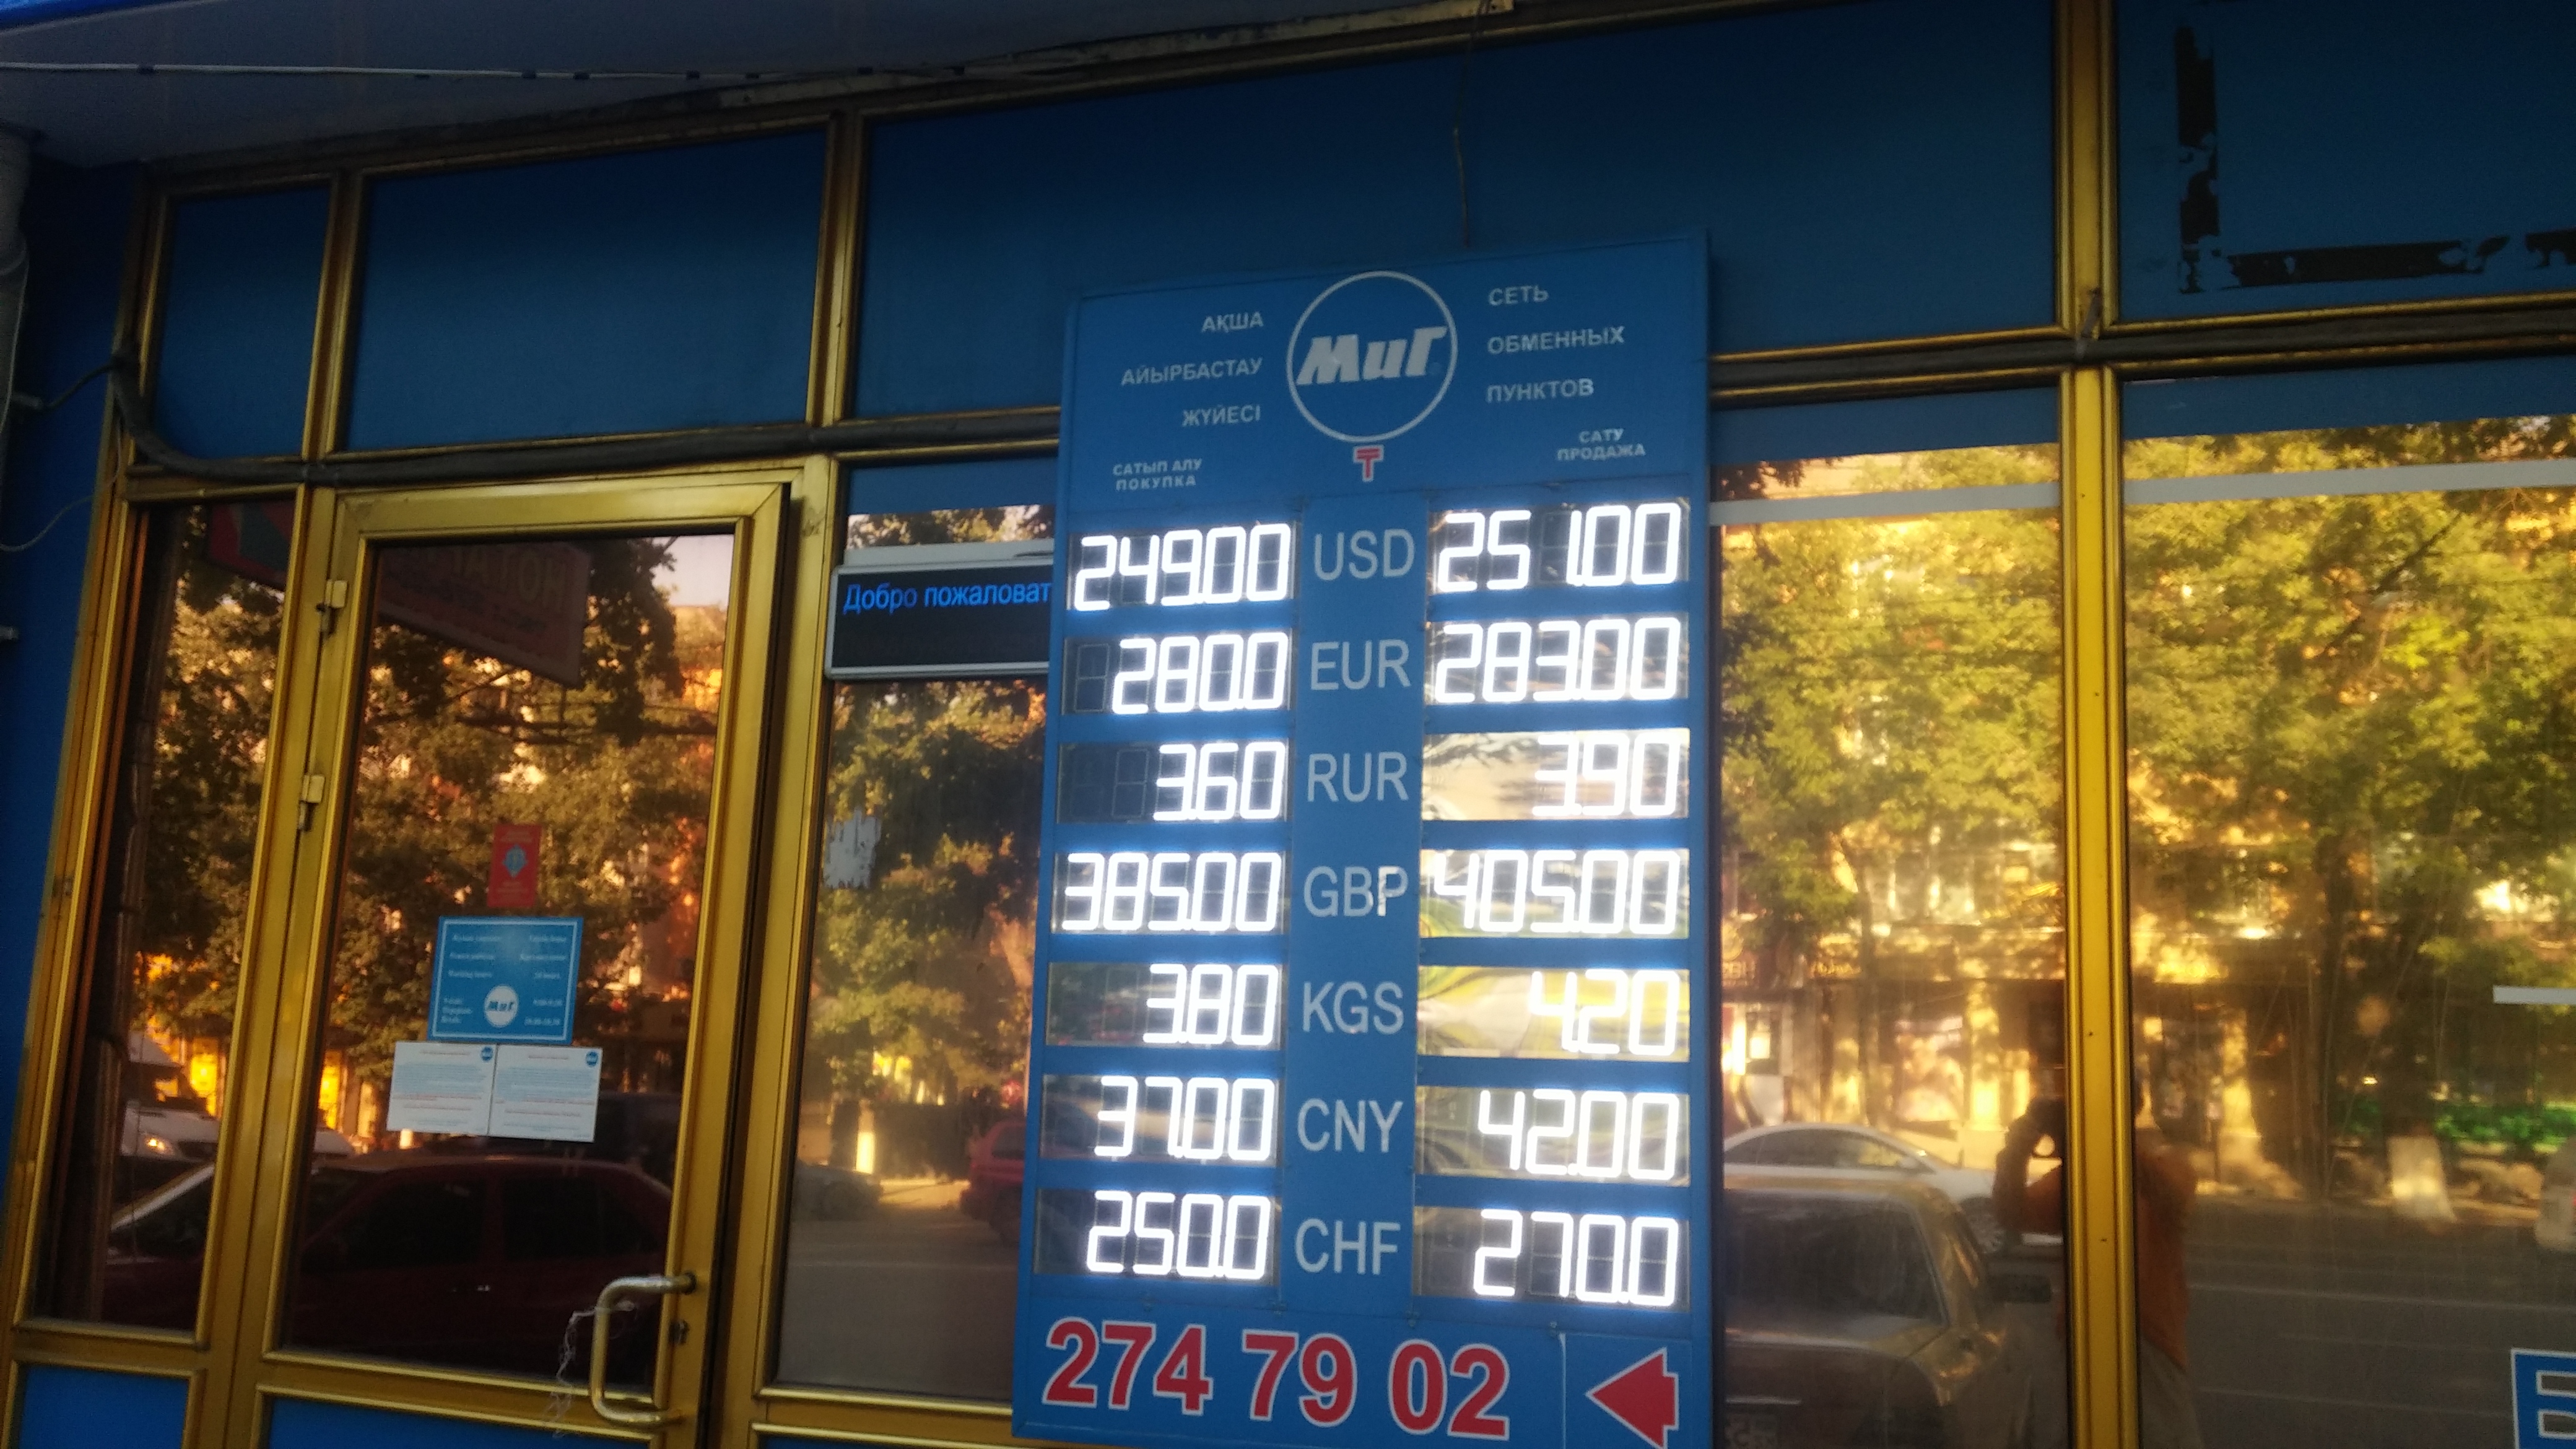 АҚША
АЙЫРБАСТАУ
ЖҮЙЕСІ
МиГ
СЕТЬ
ОБМЕННЫХ
ПУНКТОВ
₸
САТЫП АЛУ
ПОКУПКА
САТУ
ПРОДАЖА
249.00 USD 251.00
280.0 EUR 283.00
3.60 RUR 3.90
385.00 GBP 405.00
3.80 KGS 4.20
37.00 CNY 42.00
250.0 CHF 270.0
274 79 02
Добро пожаловат
МиГ